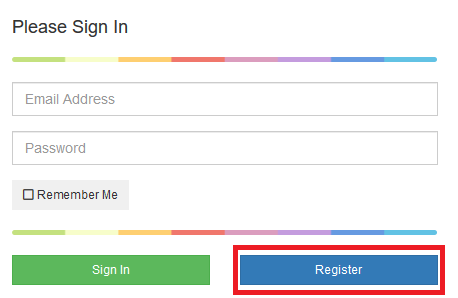 Please Sign In
Email Address
Password
Remember Me
Sign In
Register